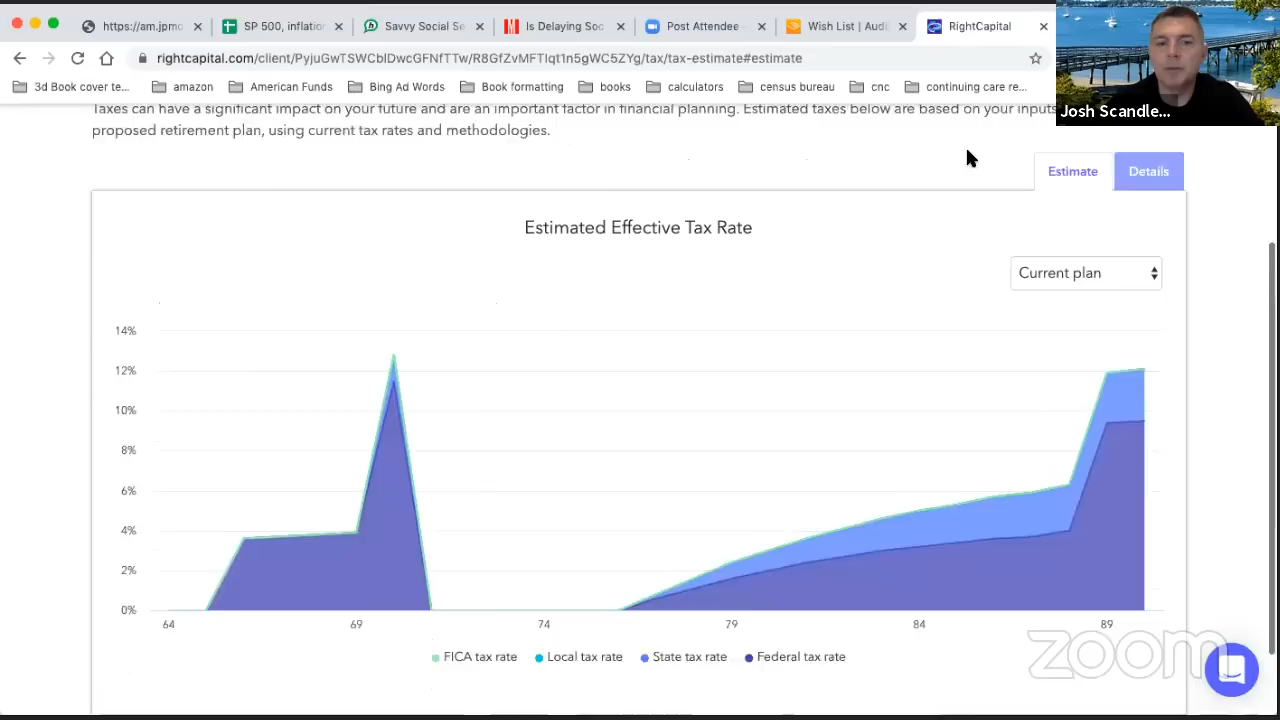 https://am.jpmo
SP 500, inflatio
Savvy Social Se
Is Delaying Soc
Post Attendee
Wish List | Audi
RightCapital
rightcapital.com/client/PyjuGwTSWCbIDwcGFNfTTw/R8GfZvMFTlqt1n5gWC5ZYg/tax/tax-estimate#estimate
3d Book cover te...
amazon
American Funds
Bing Ad Words
Book formatting
books
calculators
census bureau
cnc
continuing care re...
Josh Scandle...
Taxes can have a significant impact on your future and are an important factor in financial planning. Estimated taxes below are based on your inputs
proposed retirement plan, using current tax rates and methodologies.
Estimate
Details
Estimated Effective Tax Rate
Current plan
14%
12%
10%
8%
6%
4%
2%
0%
64
69
74
79
84
89
FICA tax rate
Local tax rate
State tax rate
Federal tax rate
zoom